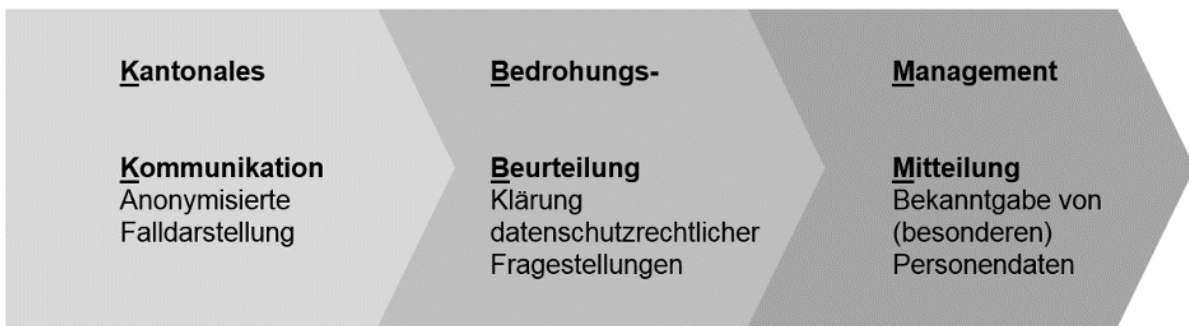 Kantonales
Kommunikation
Anonymisierte
Falldarstellung
Bedrohungs-
Beurteilung
Klärung
datenschutzrechtlicher
Fragestellungen
Management
Mitteilung
Bekanntgabe von
(besonderen)
Personendaten